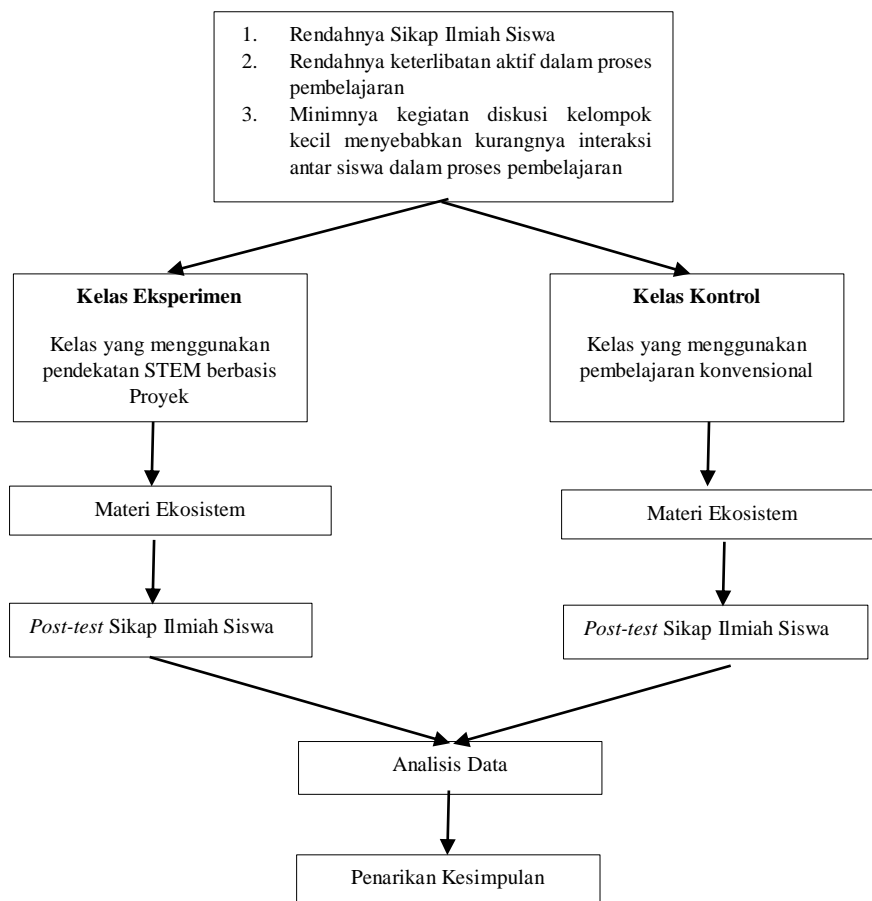 1. Rendahnya Sikap Ilmiah Siswa
2. Rendahnya keterlibatan aktif dalam proses
pembelajaran
3. Minimnya kegiatan diskusi kelompok
kecil menyebabkan kurangnya interaksi
antar siswa dalam proses pembelajaran
Kelas Eksperimen
Kelas yang menggunakan
pendekatan STEM berbasis
Proyek
Kelas Kontrol
Kelas yang menggunakan
pembelajaran konvensional
Materi Ekosistem
Materi Ekosistem
Post-test Sikap Ilmiah Siswa
Post-test Sikap Ilmiah Siswa
Analisis Data
Penarikan Kesimpulan